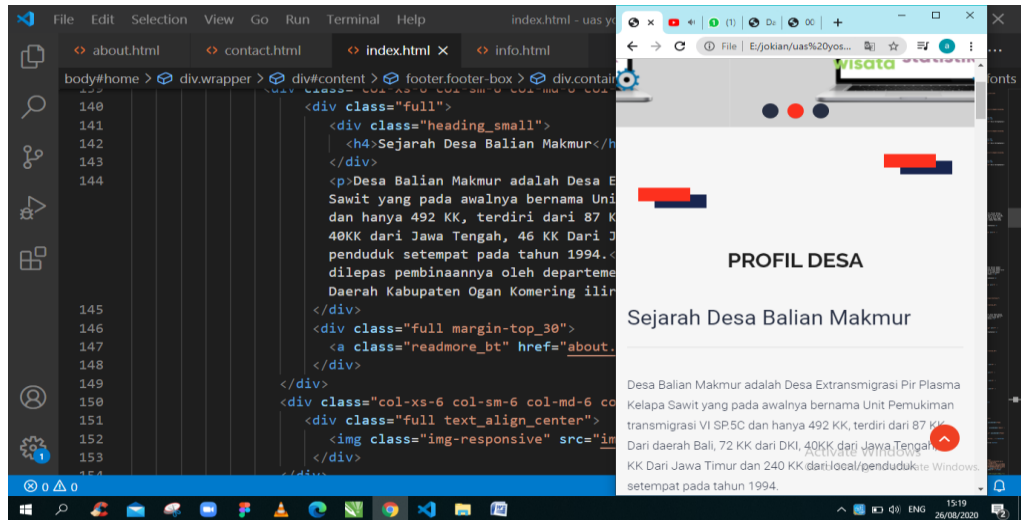 File Edit Selection View Go Run Terminal Help index.html - uas yo
about.html contact.html index.html info.html
body#home > div.wrapper > div#content > footer.footer-box > div.contain
fonts
140 <div class="full">
141 <div class="heading_small">
142 <h4>Sejarah Desa Balian Makmur</h
143 </div>
144 <p>Desa Balian Makmur adalah Desa E
Sawit yang pada awalnya bernama Uni
dan hanya 492 KK, terdiri dari 87 K
40KK dari Jawa Tengah, 46 KK Dari J
penduduk setempat pada tahun 1994.<
dilepas pembinaannya oleh departeme
Daerah Kabupaten Ogan Komering ilir
145 </div>
146 <div class="full margin-top_30">
147 <a class="readmore_bt" href="about.
148 </div>
149 </div>
150 <div class="col-xs-6 col-sm-6 col-md-6 co
151 <div class="full text_align_center">
152 <img class="img-responsive" src="im
153 </div>
154 </div>
0 0
(1) De
File E:/jokian/uas%20yos...
wisata statistik
PROFIL DESA
Sejarah Desa Balian Makmur
Desa Balian Makmur adalah Desa Extransmigrasi Pir Plasma
Kelapa Sawit yang pada awalnya bernama Unit Pemukiman
transmigrasi VI SP.5C dan hanya 492 KK, terdiri dari 87 KK
Dari daerah Bali, 72 KK dari DKI, 40KK dari Jawa Tengah,
KK Dari Jawa Timur dan 240 KK dari local/penduduk
setempat pada tahun 1994.
Activate Windows
ENG
15:19
26/08/2020